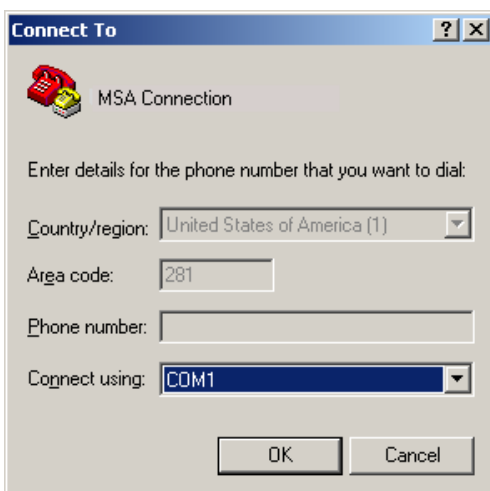 Connect To
MSA Connection
Enter details for the phone number that you want to dial:
Country/region: United States of America (1)
Area code: 281
Phone number:
Connect using: COM1
OK Cancel